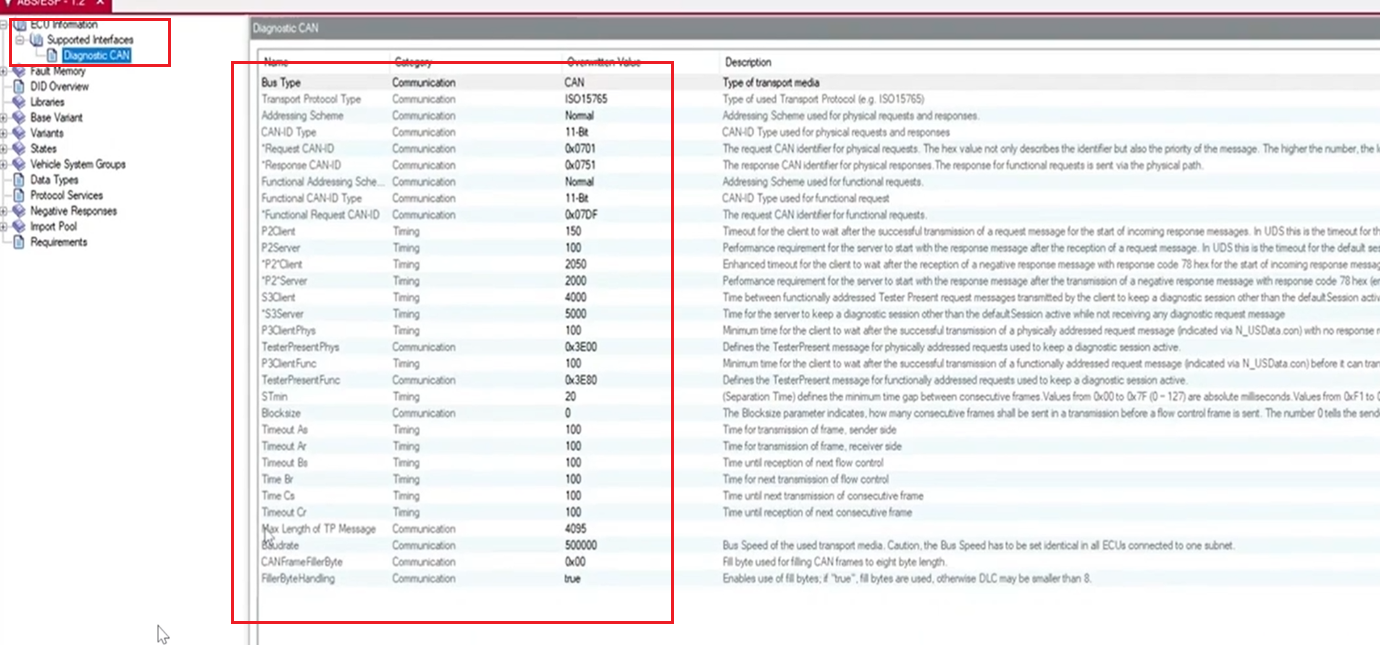 ABS/ESP - 1.2 ×
ECU Information
Supported Interfaces
Diagnostic CAN
Fault Memory
DID Overview
Libraries
Base Variant
Variants
States
Vehicle System Groups
Data Types
Protocol Services
Negative Responses
Import Pool
Requirements
Diagnostic CAN
Name Category Overwritten Value Description
Bus Type Communication CAN Type of transport media
Transport Protocol Type Communication ISO15765 Type of used Transport Protocol (e.g. ISO15765)
Addressing Scheme Communication Normal Addressing Scheme used for physical requests and responses.
CAN-ID Type Communication 11-Bit CAN-ID Type used for physical requests and responses
*Request CAN-ID Communication 0x0701 The request CAN identifier for physical requests. The hex value not only describes the identifier but also the priority of the message. The higher the number, the l
*Response CAN-ID Communication 0x0751 The response CAN identifier for physical responses.The response for functional requests is sent via the physical path.
Functional Addressing Sche... Communication Normal Addressing Scheme used for functional requests.
Functional CAN-ID Type Communication 11-Bit CAN-ID Type used for functional request
*Functional Request CAN-ID Communication 0x07DF The request CAN identifier for functional requests.
P2Client Timing 150 Timeout for the client to wait after the successful transmission of a request message for the start of incoming response messages. In UDS this is the timeout for th
P2Server Timing 100 Performance requirement for the server to start with the response message after the reception of a request message. In UDS this is the timeout for the default ses
*P2*Client Timing 2050 Enhanced timeout for the client to wait after the reception of a negative response message with response code 78 hex for the start of incoming response messag
*P2*Server Timing 2000 Performance requirement for the server to start with the response message after the transmission of a negative response message with response code 78 hex (en
S3Client Timing 4000 Time between functionally addressed Tester Present request messages transmitted by the client to keep a diagnostic session other than the defaultSession activ
*S3Server Timing 5000 Time for the server to keep a diagnostic session other than the defaultSession active while not receiving any diagnostic request message
P3ClientPhys Timing 100 Minimum time for the client to wait after the successful transmission of a physically addressed request message (indicated via N_USData.con) with no response r
TesterPresentPhys Communication 0x3E00 Defines the TesterPresent message for physically addressed requests used to keep a diagnostic session active.
P3ClientFunc Timing 100 Minimum time for the client to wait after the successful transmission of a functionally addressed request message (indicated via N_USData.con) before it can tran
TesterPresentFunc Communication 0x3E80 Defines the TesterPresent message for functionally addressed requests used to keep a diagnostic session active.
STmin Timing 20 (Separation Time) defines the minimum time gap between consecutive frames.Values from 0x00 to 0x7F (0 - 127) are absolute milliseconds.Values from 0xF1 to 0
Blocksize Communication 0 The Blocksize parameter indicates, how many consecutive frames shall be sent in a transmission before a flow control frame is sent. The number 0 tells the send
Timeout As Timing 100 Time for transmission of frame, sender side
Timeout Ar Timing 100 Time for transmission of frame, receiver side
Timeout Bs Timing 100 Time until reception of next flow control
Time Br Timing 100 Time for next transmission of flow control
Time Cs Timing 100 Time until next transmission of consecutive frame
Timeout Cr Timing 100 Time until reception of next consecutive frame
Max Length of TP Message Communication 4095
Baudrate Communication 500000 Bus Speed of the used transport media. Caution, the Bus Speed has to be set identical in all ECUs connected to one subnet.
CANFrameFillerByte Communication 0x00 Fill byte used for filling CAN frames to eight byte length.
FillerByteHandling Communication true Enables use of fill bytes; if "true", fill bytes are used, otherwise DLC may be smaller than 8.